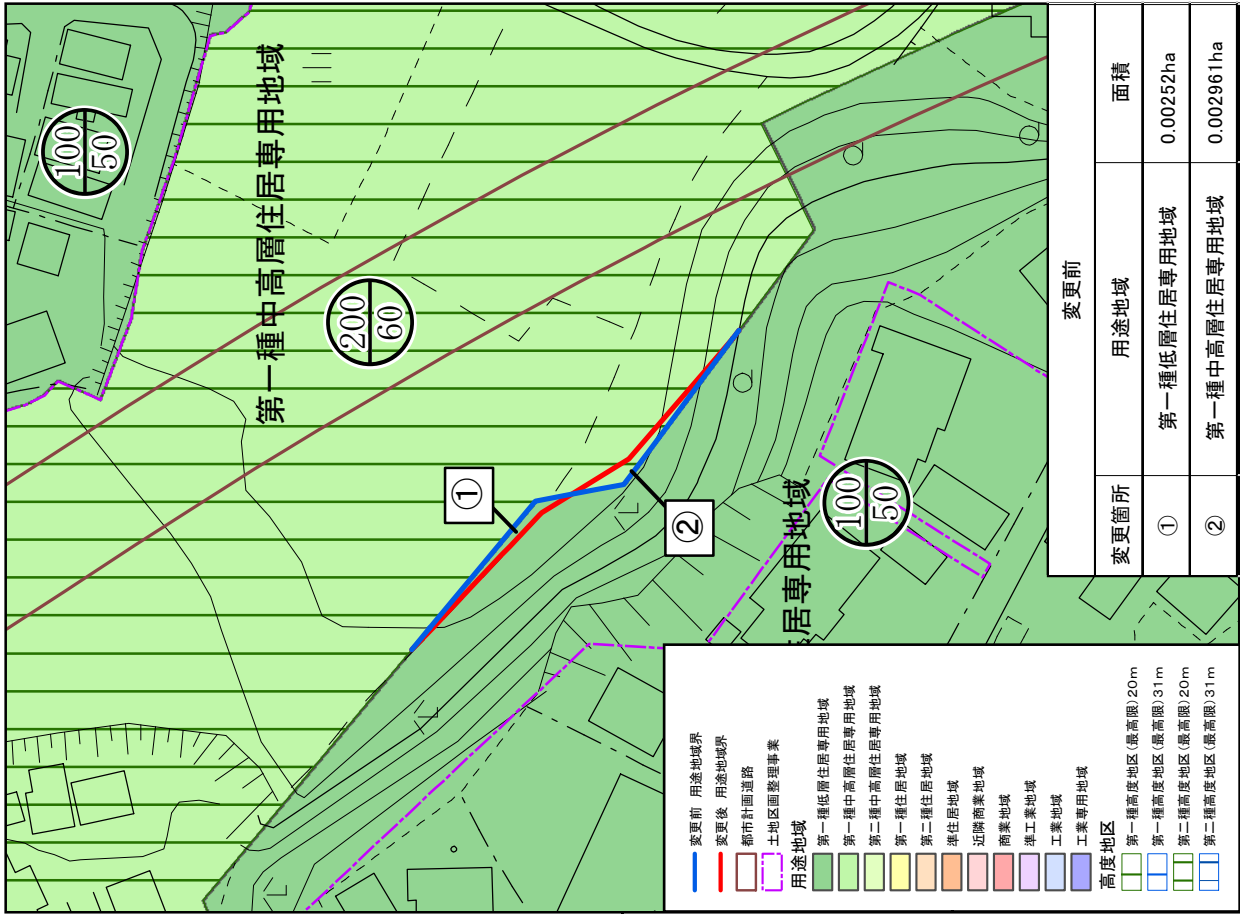 100
50
第一種中高層住居専用地域
200
60
①
②
居専用地域
100
50
変更前
変更箇所 用途地域 面積
① 第一種低層住居専用地域 0.00252ha
② 第一種中高層住居専用地域 0.002961ha
変更前 用途地域界
変更後 用途地域界
都市計画道路
土地区画整理事業
用途地域
第一種低層住居専用地域
第一種中高層住居専用地域
第二種中高層住居専用地域
第一種住居地域
第二種住居地域
準住居地域
近隣商業地域
商業地域
準工業地域
工業地域
工業専用地域
高度地区
第一種高度地区(最高限)20m
第一種高度地区(最高限)31m
第二種高度地区(最高限)20m
第二種高度地区(最高限)31m